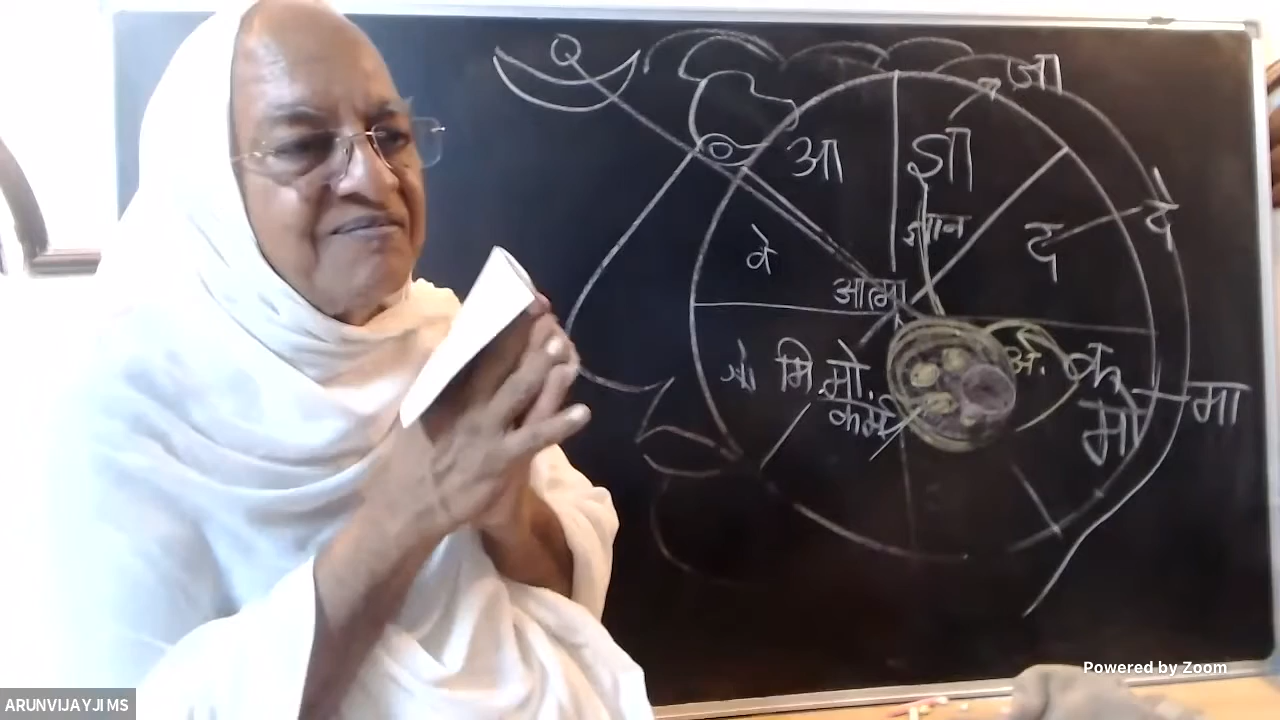 आ
ज्ञा
जा
ज्ञान
वे
द
दे
आत्मा
मि.मो.
अं.
क
कर्म
मो
मा
Powered by Zoom
ARUNVIJAYJI MS